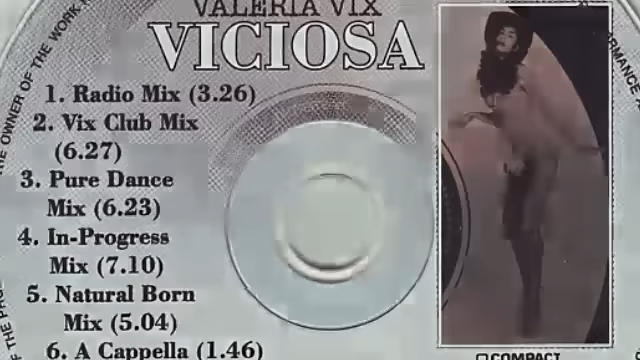 VALERIA VIX
VICIOSA
1. Radio Mix (3.26)
2. Vix Club Mix
(6.27)
3. Pure Dance
Mix (6.23)
4. In-Progress
Mix (7.10)
5. Natural Born
Mix (5.04)
6. A Cappella (1.46)
THE OWNER OF THE WORK
COMPACT